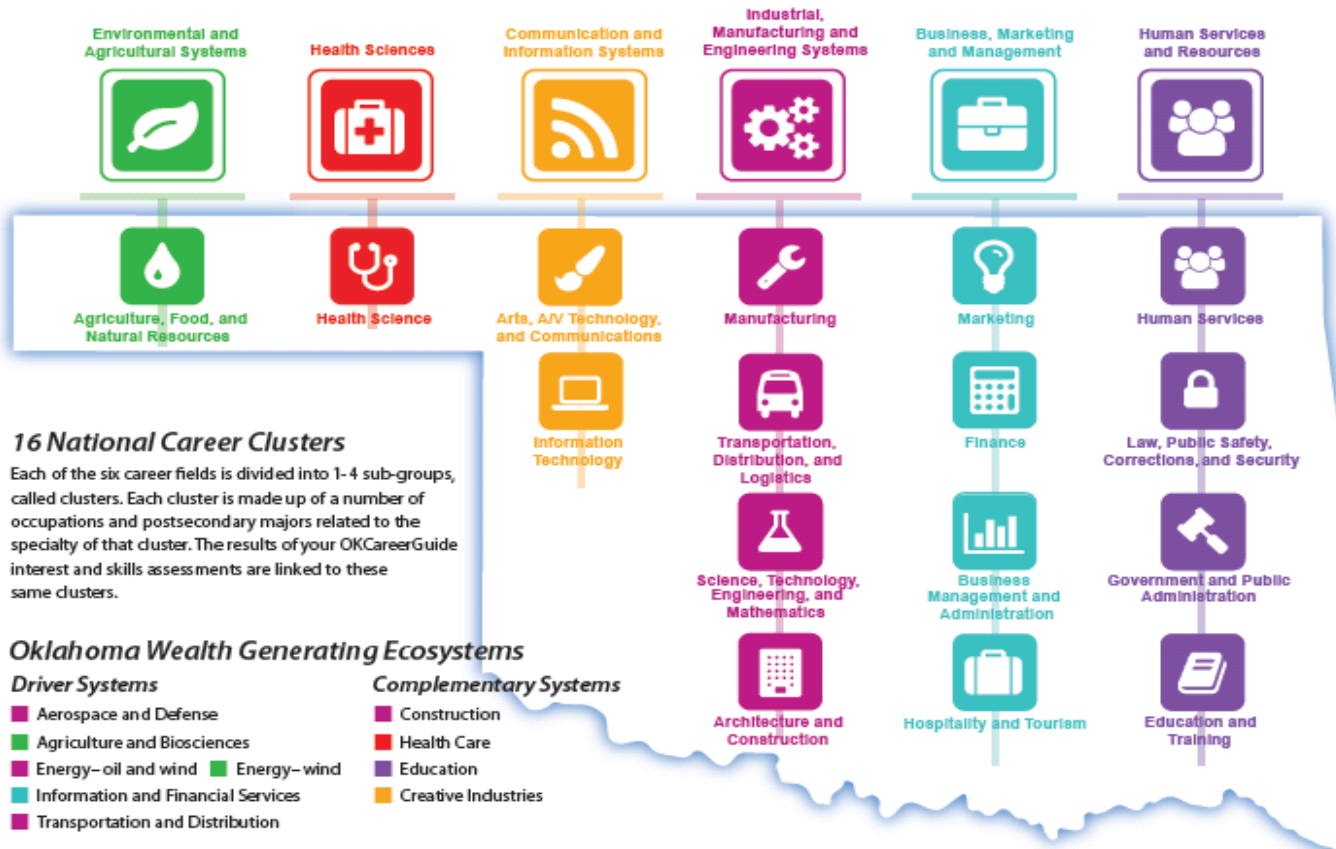 Environmental and
Agricultural Systems
Health Sciences
Communication and
Information Systems
Industrial,
Manufacturing and
Engineering Systems
Business, Marketing
and Management
Human Services
and Resources
Agriculture, Food, and
Natural Resources
Health Science
Arts, A/V Technology,
and Communications
Manufacturing
Marketing
Human Services
Information
Technology
Transportation,
Distribution, and
Logistics
Finance
Law, Public Safety,
Corrections, and Security
Science, Technology,
Engineering, and
Mathematics
Business
Management and
Administration
Government and Public
Administration
Architecture and
Construction
Hospitality and Tourism
Education and
Training
16 National Career Clusters
Each of the six career fields is divided into 1-4 sub-groups,
called clusters. Each cluster is made up of a number of
occupations and postsecondary majors related to the
specialty of that cluster. The results of your OKCareerGuide
interest and skills assessments are linked to these
same clusters.
Oklahoma Wealth Generating Ecosystems
Driver Systems
Aerospace and Defense
Agriculture and Biosciences
Energy–oil and wind Energy–wind
Information and Financial Services
Transportation and Distribution
Complementary Systems
Construction
Health Care
Education
Creative Industries